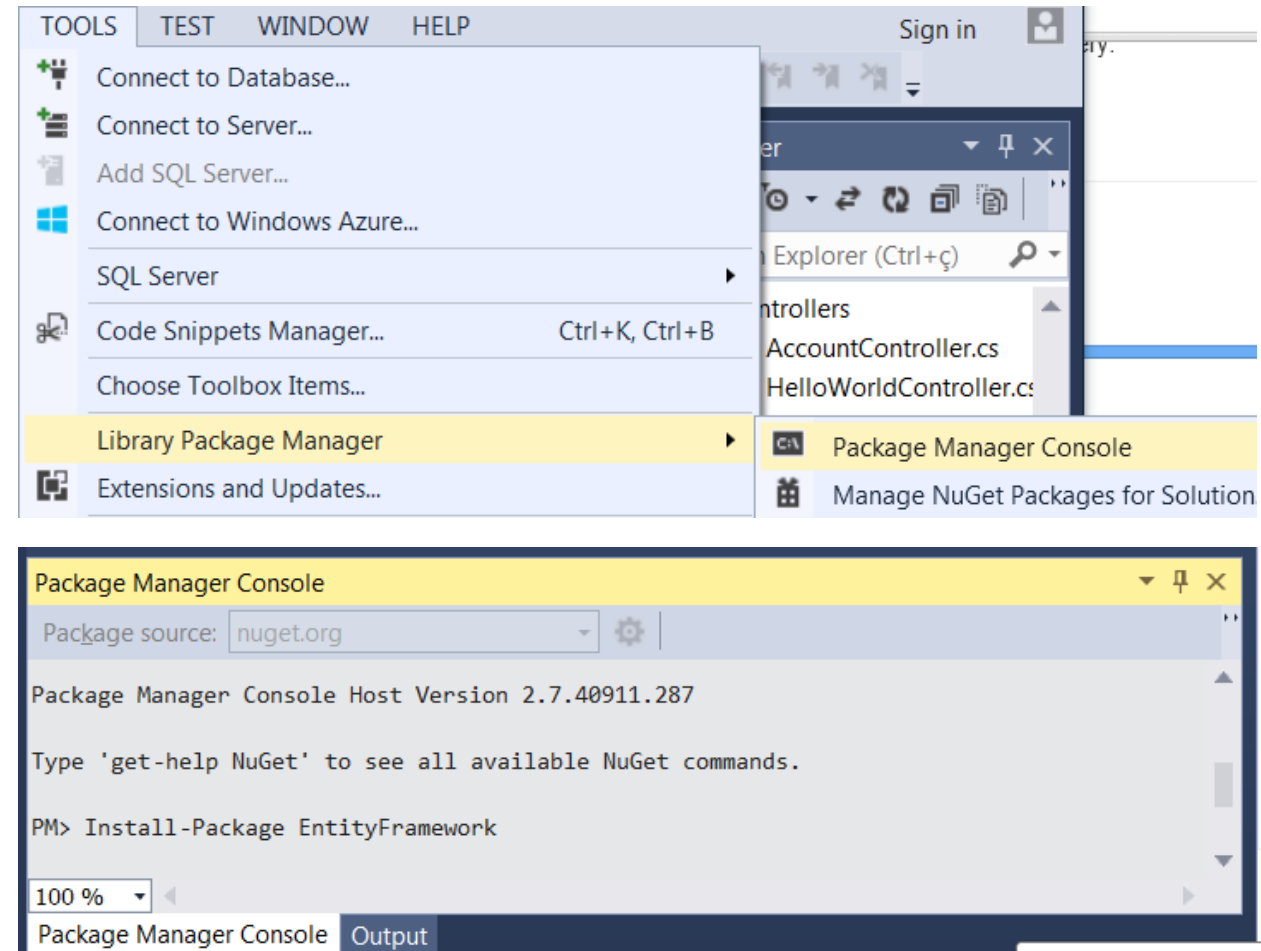 TOOLS TEST WINDOW HELP Sign in
ery.
Connect to Database...
Connect to Server...
er
Add SQL Server...
Connect to Windows Azure...
Explorer (Ctrl+ç)
SQL Server
ntrollers
Code Snippets Manager... Ctrl+K, Ctrl+B
AccountController.cs
Choose Toolbox Items...
HelloWorldController.cs
Library Package Manager
C:\
Package Manager Console
Extensions and Updates...
Manage NuGet Packages for Solution
Package Manager Console
Package source: nuget.org
Package Manager Console Host Version 2.7.40911.287
Type 'get-help NuGet' to see all available NuGet commands.
PM> Install-Package EntityFramework
100 %
Package Manager Console Output